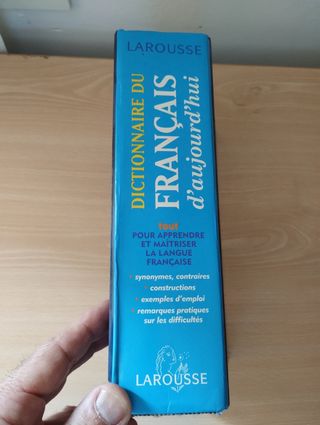 LAROUSSE
DICTIONNAIRE DU
FRANÇAIS
d'aujourd'hui
tout
POUR APPRENDRE
ET MAITRISER
LA LANGUE
FRANÇAISE
• synonymes, contraires
• constructions
• exemples d'emploi
• remarques pratiques
sur les difficultés
LAROUSSE